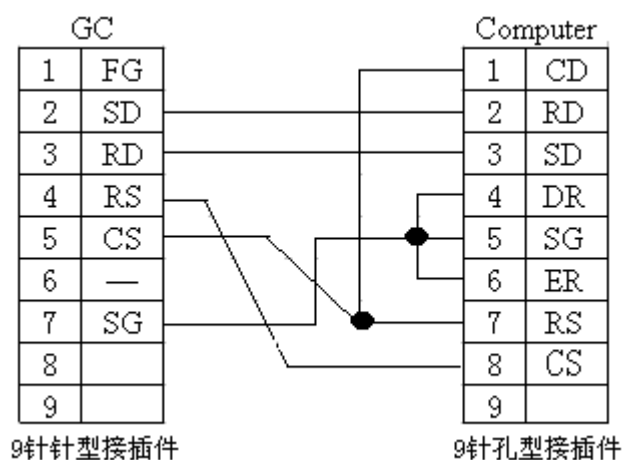 GC Computer
1 FG 1 CD
2 SD 2 RD
3 RD 3 SD
4 RS 4 DR
5 CS 5 SG
6 — 6 ER
7 SG 7 RS
8 8 CS
9 9
9针针型接插件 9针孔型接插件